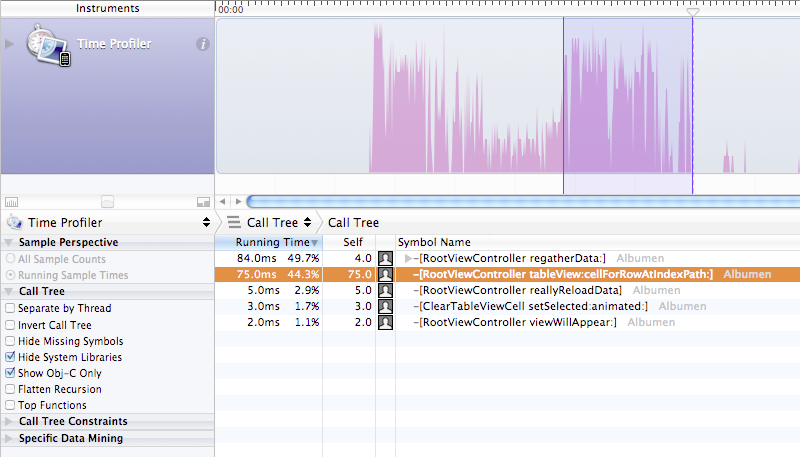 Instruments
00:00
Time Profiler
i
Time Profiler
Call Tree
Call Tree
Sample Perspective
All Sample Counts
Running Sample Times
Call Tree
Separate by Thread
Invert Call Tree
Hide Missing Symbols
Hide System Libraries
Show Obj-C Only
Flatten Recursion
Top Functions
Call Tree Constraints
Specific Data Mining
Running Time Self Symbol Name
84.0ms 49.7% 4.0 -[RootViewController regatherData:] Albumen
75.0ms 44.3% 75.0 -[RootViewController tableView:cellForRowAtIndexPath:] Albumen
5.0ms 2.9% 5.0 -[RootViewController reallyReloadData] Albumen
3.0ms 1.7% 3.0 -[ClearTableViewCell setSelected:animated:] Albumen
2.0ms 1.1% 2.0 -[RootViewController viewWillAppear:] Albumen